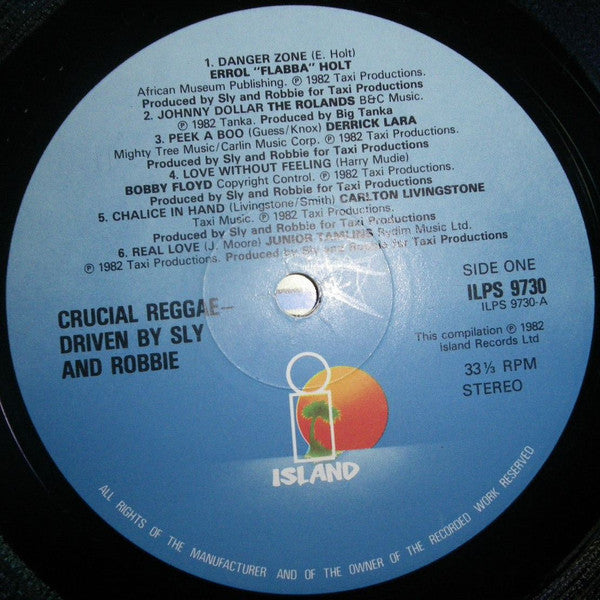 1. DANGER ZONE (E. Holt)
ERROL "FLABBA" HOLT
African Museum Publishing. ℗ 1982 Taxi Productions.
Produced by Sly and Robbie for Taxi Productions
2. JOHNNY DOLLAR THE ROLANDS B&C Music.
℗ 1982 Tanka. Produced by Big Tanka
3. PEEK A BOO (Guess/Knox) DERRICK LARA
Mighty Tree Music/Carlin Music Corp. ℗ 1982 Taxi Productions.
Produced by Sly and Robbie for Taxi Productions
4. LOVE WITHOUT FEELING (Harry Mudie)
BOBBY FLOYD Copyright Control. ℗ 1982 Taxi Productions.
Produced by Sly and Robbie for Taxi Productions
5. CHALICE IN HAND (Livingstone/Smith) CARLTON LIVINGSTONE
Taxi Music. ℗ 1982 Taxi Productions.
Produced by Sly and Robbie for Taxi Productions
6. REAL LOVE (J. Moore) JUNIOR TAMLINS Rydim Music Ltd.
℗ 1982 Taxi Productions. Produced by Sly and Robbie for Taxi Productions
SIDE ONE
ILPS 9730
ILPS 9730-A
CRUCIAL REGGAE—
DRIVEN BY SLY
AND ROBBIE
This compilation ℗ 1982
Island Records Ltd
33⅓ RPM
STEREO
ISLAND
ALL RIGHTS OF THE MANUFACTURER AND OF THE OWNER OF THE RECORDED WORK RESERVED